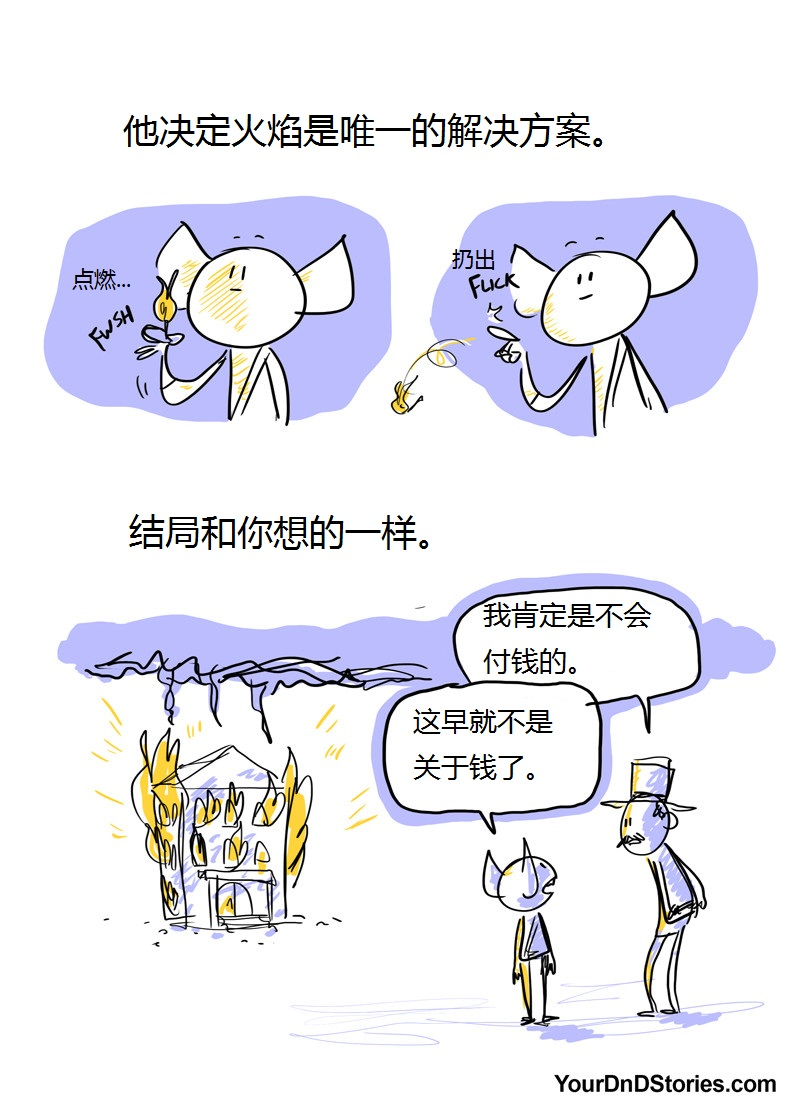 他决定火焰是唯一的解决方案。
点燃...
FWSH
扔出
FLICK
结局和你想的一样。
我肯定是不会
付钱的。
这早就不是
关于钱了。
YourDnDStories.com